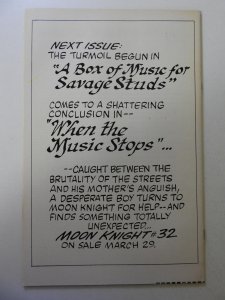 NEXT ISSUE:
THE TURMOIL BEGUN IN
"A Box of Music for
Savage Studs"
COMES TO A SHATTERING
CONCLUSION IN--
"When the
Music Stops"...
--CAUGHT BETWEEN THE
BRUTALITY OF THE STREETS
AND HIS MOTHER'S ANGUISH,
A DESPERATE BOY TURNS TO
MOON KNIGHT FOR HELP--AND
FINDS SOMETHING TOTALLY
UNEXPECTED...
MOON KNIGHT #32
ON SALE MARCH 29.